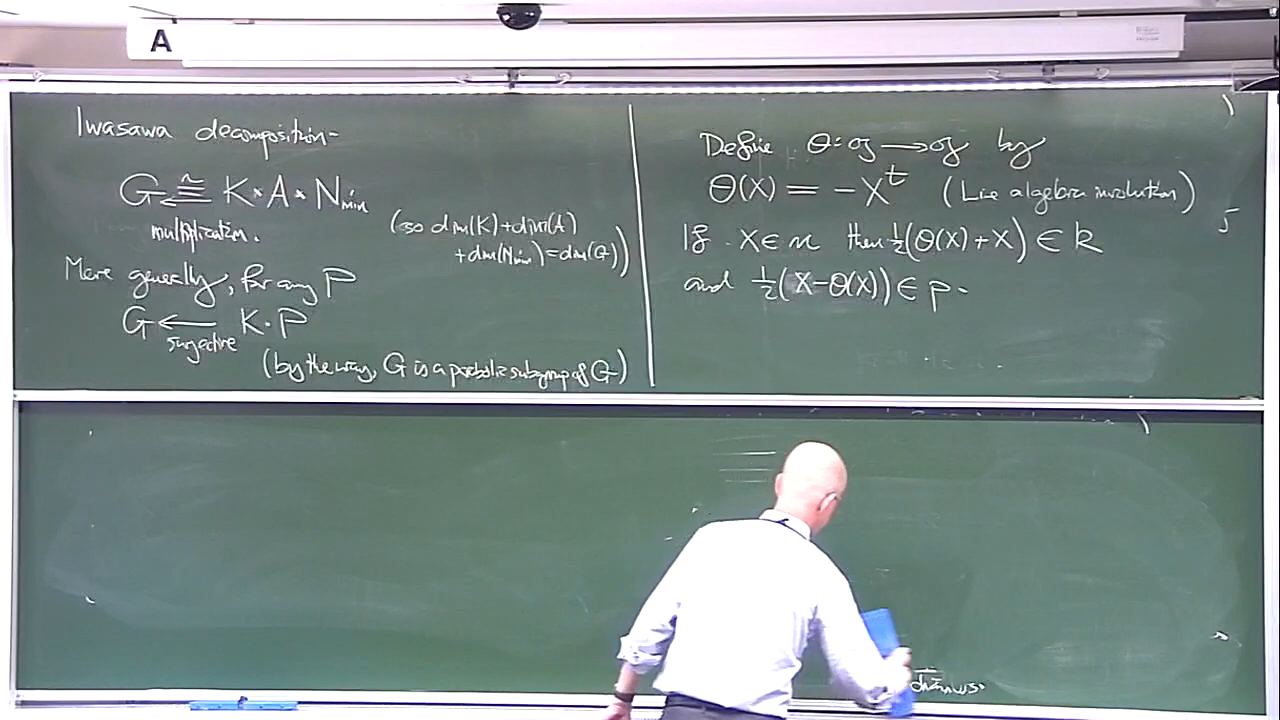 A
Iwasawa decomposition-
G ≅ K × A × N_min
multiplication.
(so dim(K)+dim(A)
+dim(N_min)=dim(G))
More generally, for any P
G ← K · P
surjective
(by the way, G is a parabolic subgroup of G)
Define θ: g → g by
θ(X) = -X^t (Lie algebra involution)
If X ∈ n then ½(θ(X)+X) ∈ k
and ½(X-θ(X)) ∈ p.